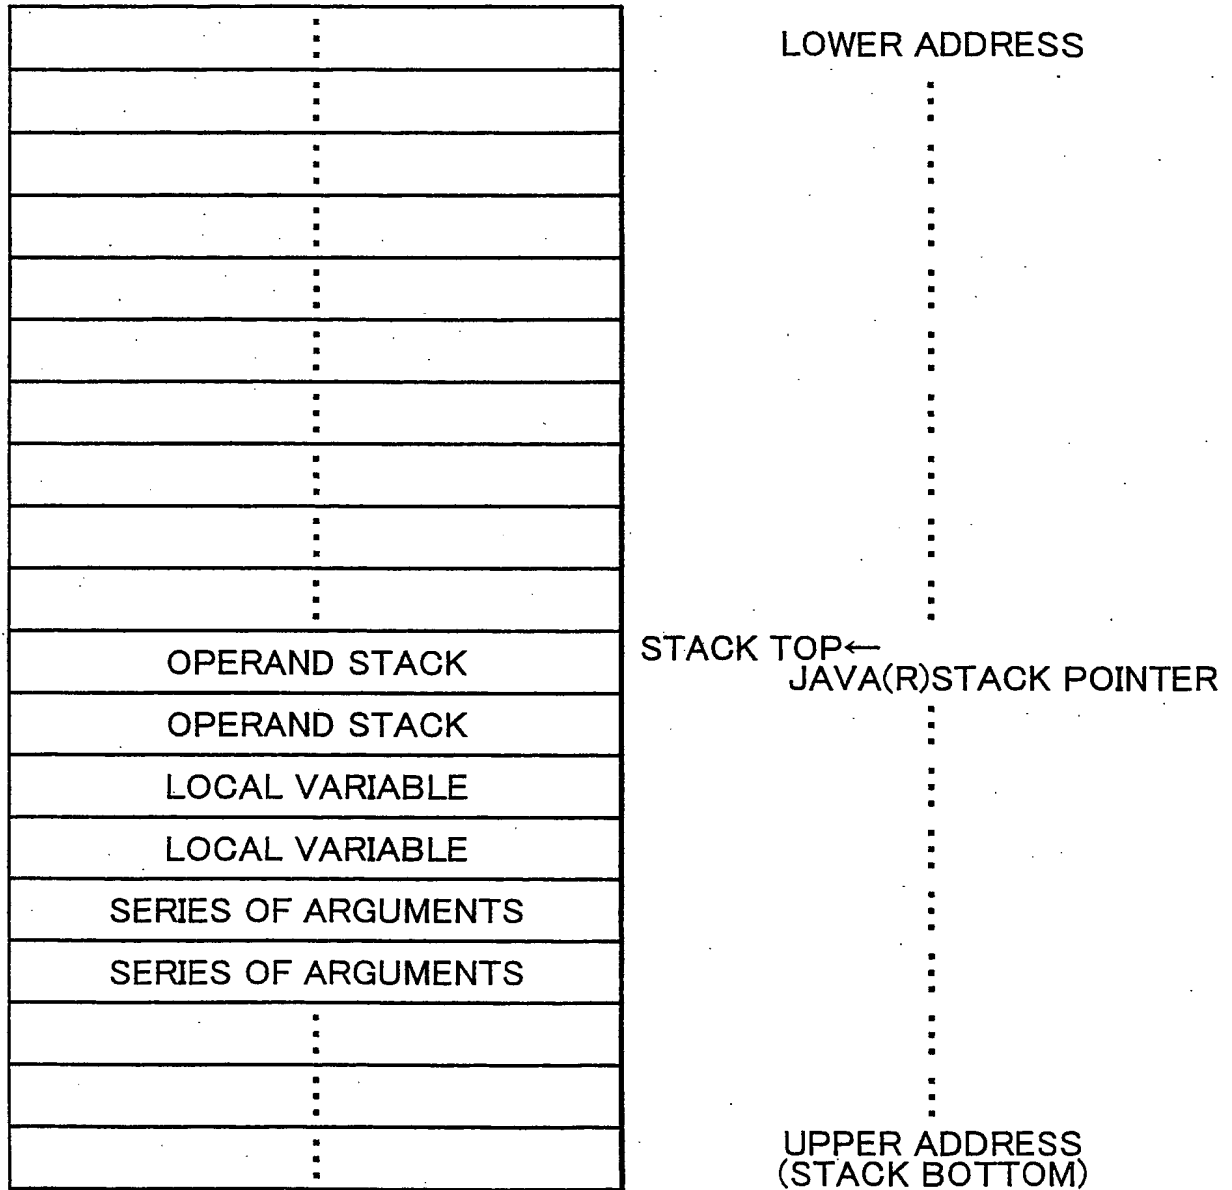 LOWER ADDRESS
OPERAND STACK
STACK TOP←
JAVA(R)STACK POINTER
OPERAND STACK
LOCAL VARIABLE
LOCAL VARIABLE
SERIES OF ARGUMENTS
SERIES OF ARGUMENTS
UPPER ADDRESS
(STACK BOTTOM)